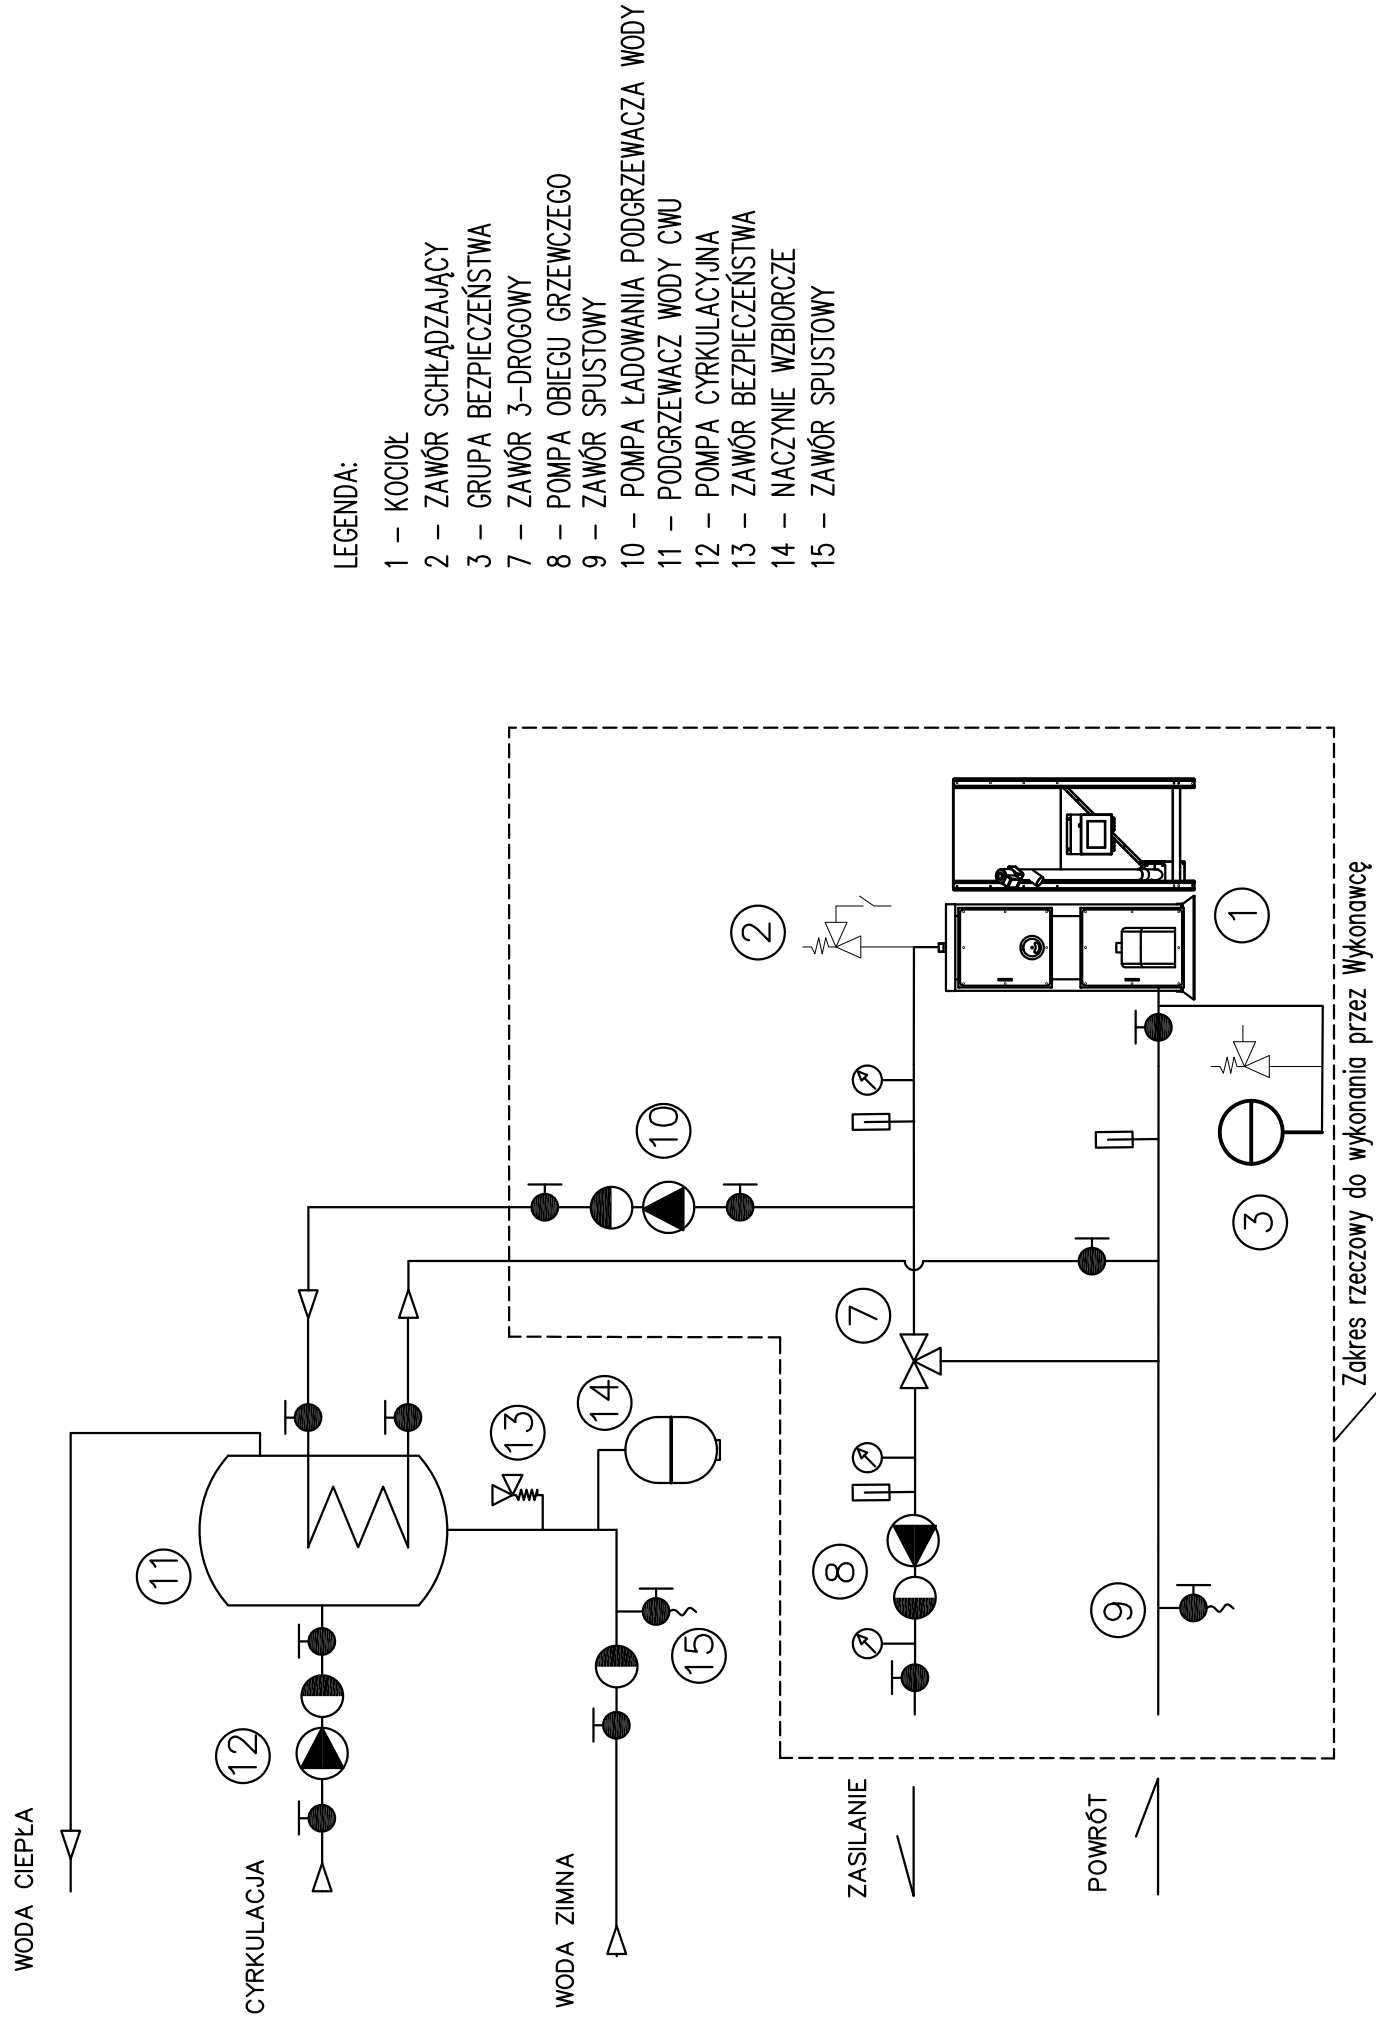 WODA CIEPŁA
CYRKULACJA
WODA ZIMNA
ZASILANIE
POWRÓT
11
12
13
14
15
10
7
8
9
2
1
3
LEGENDA:
1 – KOCIOŁ
2 – ZAWÓR SCHŁĄDZAJĄCY
3 – GRUPA BEZPIECZEŃSTWA
7 – ZAWÓR 3–DROGOWY
8 – POMPA OBIEGU GRZEWCZEGO
9 – ZAWÓR SPUSTOWY
10 – POMPA ŁADOWANIA PODGRZEWACZA WODY
11 – PODGRZEWACZ WODY CWU
12 – POMPA CYRKULACYJNA
13 – ZAWÓR BEZPIECZEŃSTWA
14 – NACZYNIE WZBIORCZE
15 – ZAWÓR SPUSTOWY
Zakres rzeczowy do wykonania przez Wykonawcę